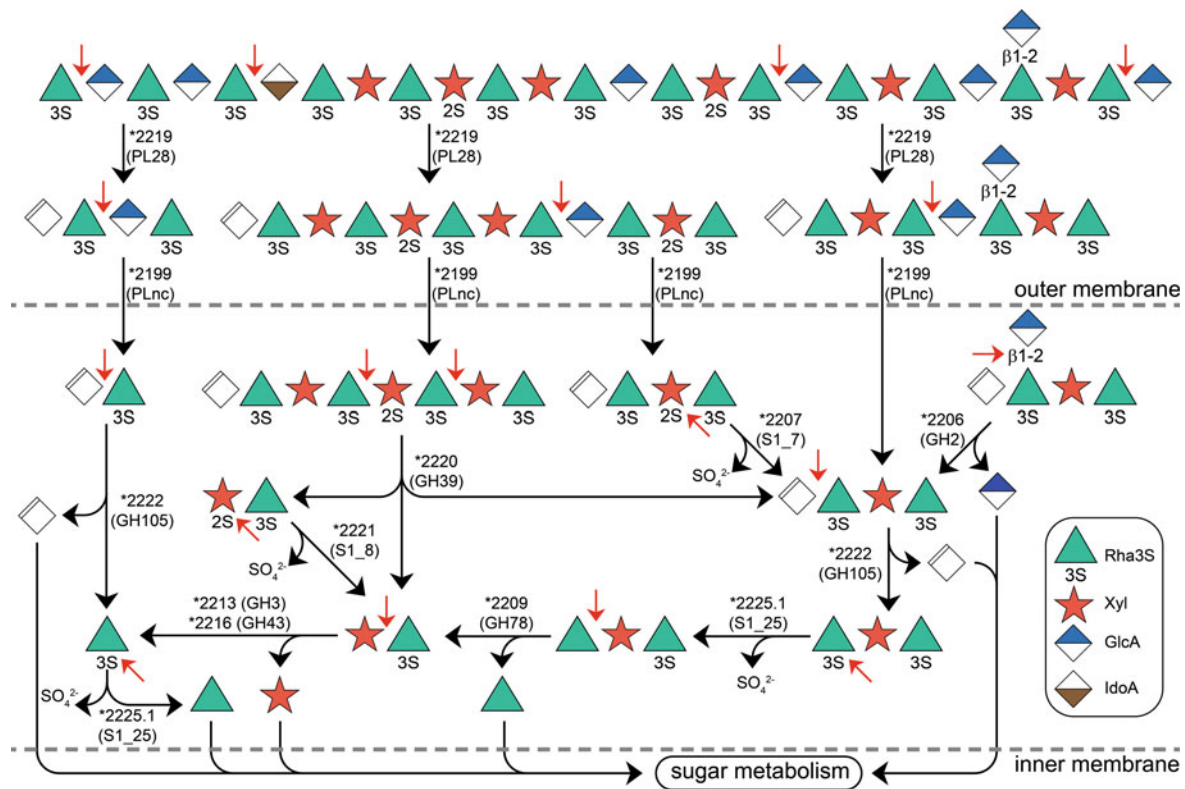 β1-2
3S 3S 3S 3S 3S 2S 3S 3S 3S 2S 3S 3S 3S 3S
*2219
(PL28)
*2219
(PL28)
*2219
(PL28)
β1-2
3S 3S 3S 3S 2S 3S 3S 2S 3S 3S 3S 3S 3S
*2199
(PLnc)
*2199
(PLnc)
*2199
(PLnc)
*2199
(PLnc)
outer membrane
β1-2
3S 3S 3S 2S 3S 3S 3S 2S 3S 3S 3S
*2207
(S1_7)
SO₄²⁻
*2206
(GH2)
*2220
(GH39)
*2222
(GH105)
2S 3S
3S 3S
*2221
(S1_8)
SO₄²⁻
*2222
(GH105)
*2213 (GH3)
*2216 (GH43)
*2209
(GH78)
*2225.1
(S1_25)
3S 3S 3S 3S 3S
SO₄²⁻
SO₄²⁻
*2225.1
(S1_25)
Rha3S
3S
Xyl
GlcA
IdoA
sugar metabolism
inner membrane